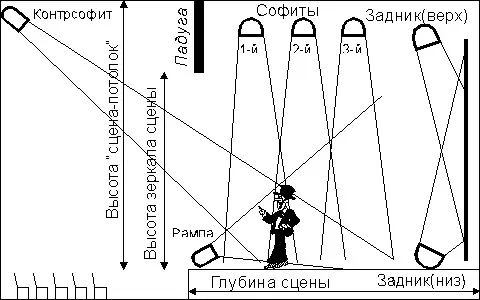 Контрсофит
Софиты
Задник(верх)
Падуга
1-й
2-й
3-й
Высота "сцена-потолок"
Высота зеркала сцены
Рампа
Глубина сцены
Задник(низ)